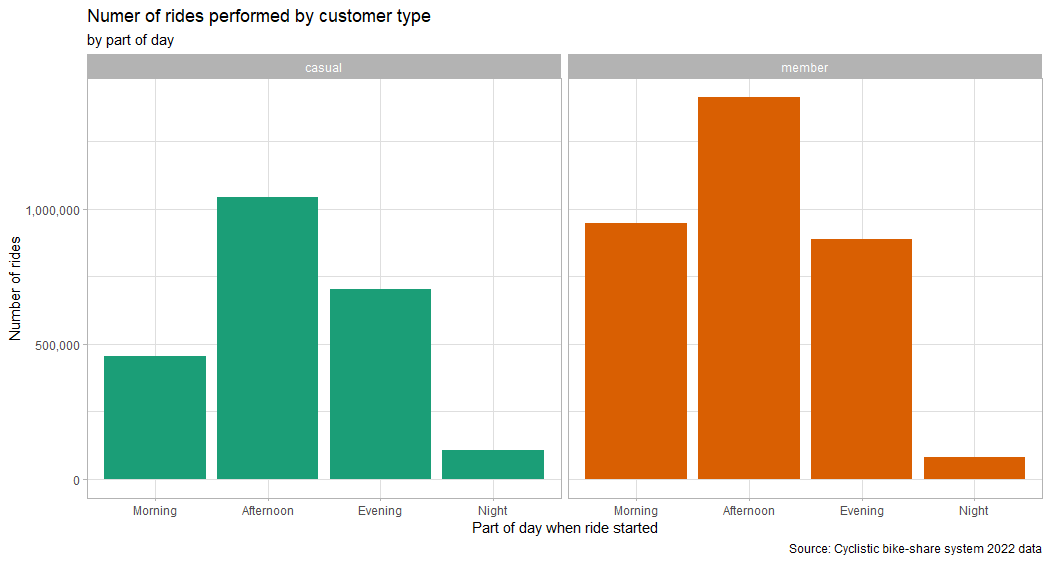 Numer of rides performed by customer type
by part of day
casual
member
Number of rides
1,000,000
500,000
0
Morning Afternoon Evening Night
Morning Afternoon Evening Night
Part of day when ride started
Source: Cyclistic bike-share system 2022 data